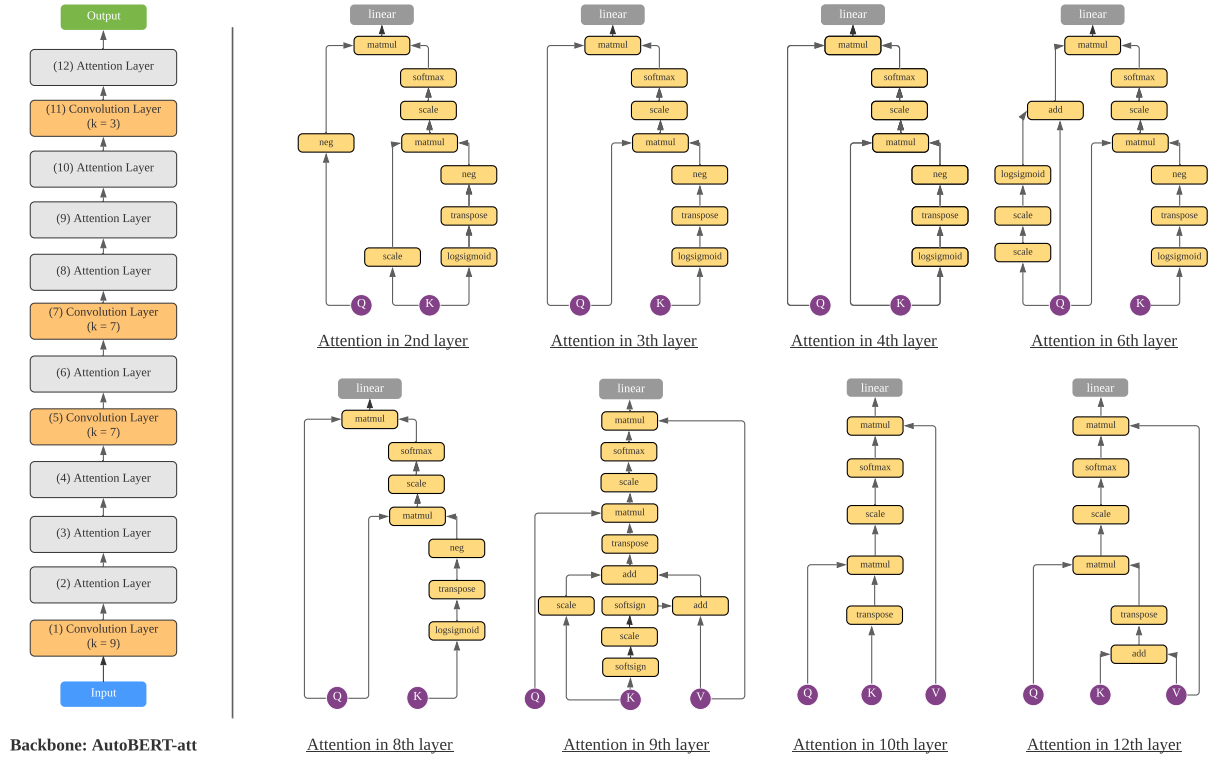 Output
(12) Attention Layer
(11) Convolution Layer
(k = 3)
(10) Attention Layer
(9) Attention Layer
(8) Attention Layer
(7) Convolution Layer
(k = 7)
(6) Attention Layer
(5) Convolution Layer
(k = 7)
(4) Attention Layer
(3) Attention Layer
(2) Attention Layer
(1) Convolution Layer
(k = 9)
Input
Backbone: AutoBERT-att
linear
matmul
softmax
scale
neg
matmul
neg
transpose
scale
logsigmoid
Q
K
Attention in 2nd layer
linear
matmul
softmax
scale
matmul
neg
transpose
logsigmoid
Q
K
Attention in 3th layer
linear
matmul
softmax
scale
matmul
neg
transpose
logsigmoid
Q
K
Attention in 4th layer
linear
matmul
softmax
add
scale
matmul
logsigmoid
neg
scale
transpose
scale
logsigmoid
Q
K
Attention in 6th layer
linear
matmul
softmax
scale
matmul
neg
transpose
logsigmoid
Q
K
Attention in 8th layer
linear
matmul
softmax
scale
matmul
transpose
add
scale
softsign
add
scale
softsign
Q
K
V
Attention in 9th layer
linear
matmul
softmax
scale
matmul
transpose
Q
K
V
Attention in 10th layer
linear
matmul
softmax
scale
matmul
transpose
add
Q
K
V
Attention in 12th layer